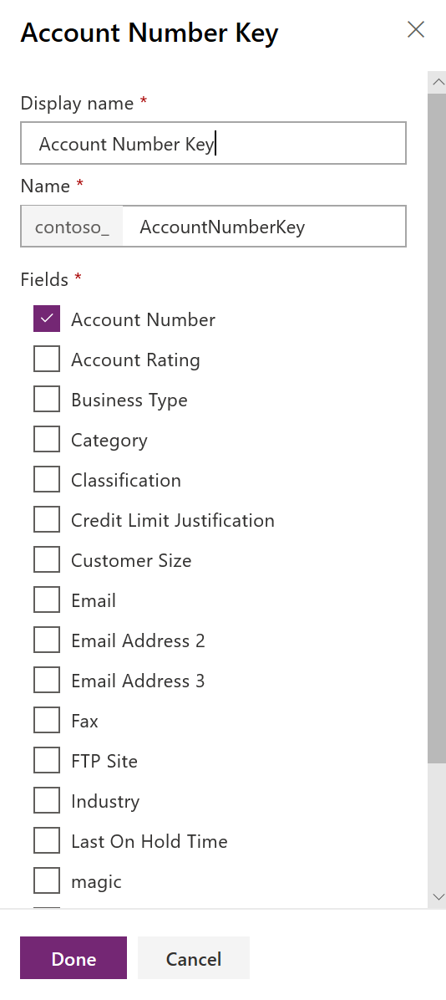 Account Number Key
Display name *
Account Number Key
Name *
contoso_ AccountNumberKey
Fields *
Account Number
Account Rating
Business Type
Category
Classification
Credit Limit Justification
Customer Size
Email
Email Address 2
Email Address 3
Fax
FTP Site
Industry
Last On Hold Time
magic
Done Cancel